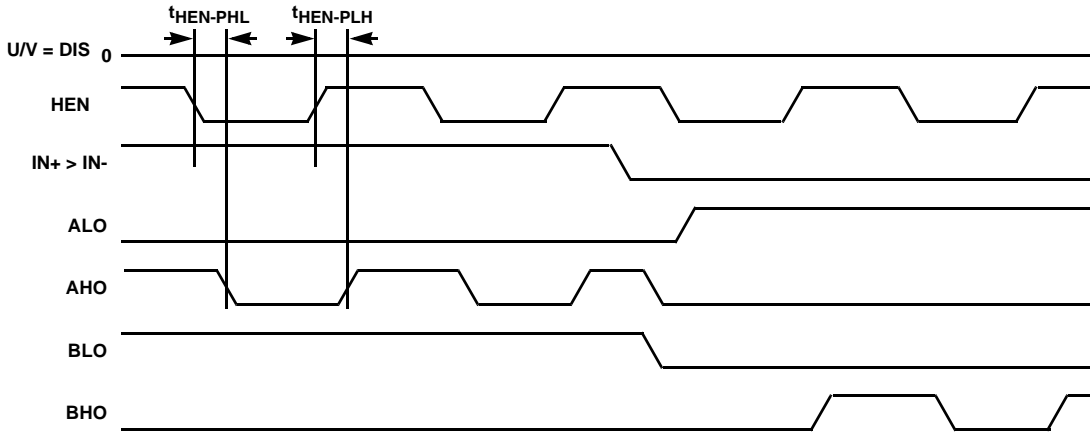 tHEN-PHL tHEN-PLH
U/V = DIS 0
HEN
IN+ > IN-
ALO
AHO
BLO
BHO